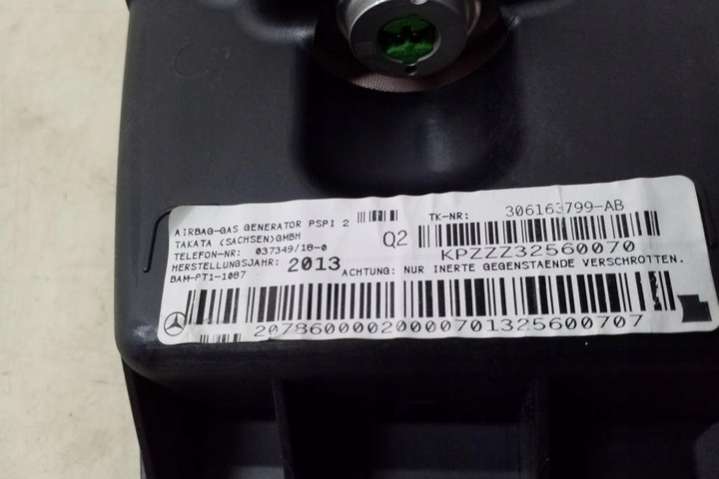 AIRBAG-GAS GENERATOR PSPI 2
TAKATA (SACHSEN)GMBH
TELEFON-NR: 037349/18-0
HERSTELLUNGSJAHR: 2013
BAM-PT1-1087
TK-NR: 306163799-AB
Q2
KPZZZ32560070
ACHTUNG: NUR INERTE GEGENSTAENDE VERSCHROTTEN.
20786000020000701325600707